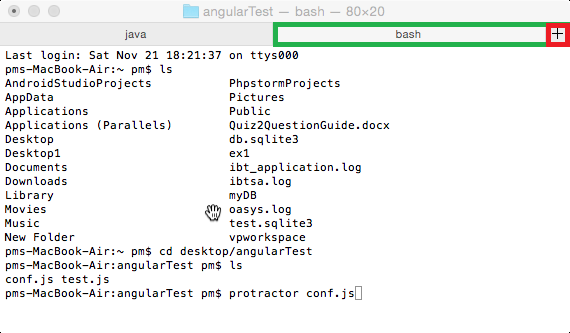 angularTest — bash — 80×20
java bash +
Last login: Sat Nov 21 18:21:37 on ttys000
pms-MacBook-Air:~ pm$ ls
AndroidStudioProjects PhpstormProjects
AppData Pictures
Applications Public
Applications (Parallels) Quiz2QuestionGuide.docx
Desktop db.sqlite3
Desktop1 ex1
Documents ibt_application.log
Downloads ibtsa.log
Library myDB
Movies oasys.log
Music test.sqlite3
New Folder vpworkspace
pms-MacBook-Air:~ pm$ cd desktop/angularTest
pms-MacBook-Air:angularTest pm$ ls
conf.js test.js
pms-MacBook-Air:angularTest pm$ protractor conf.js